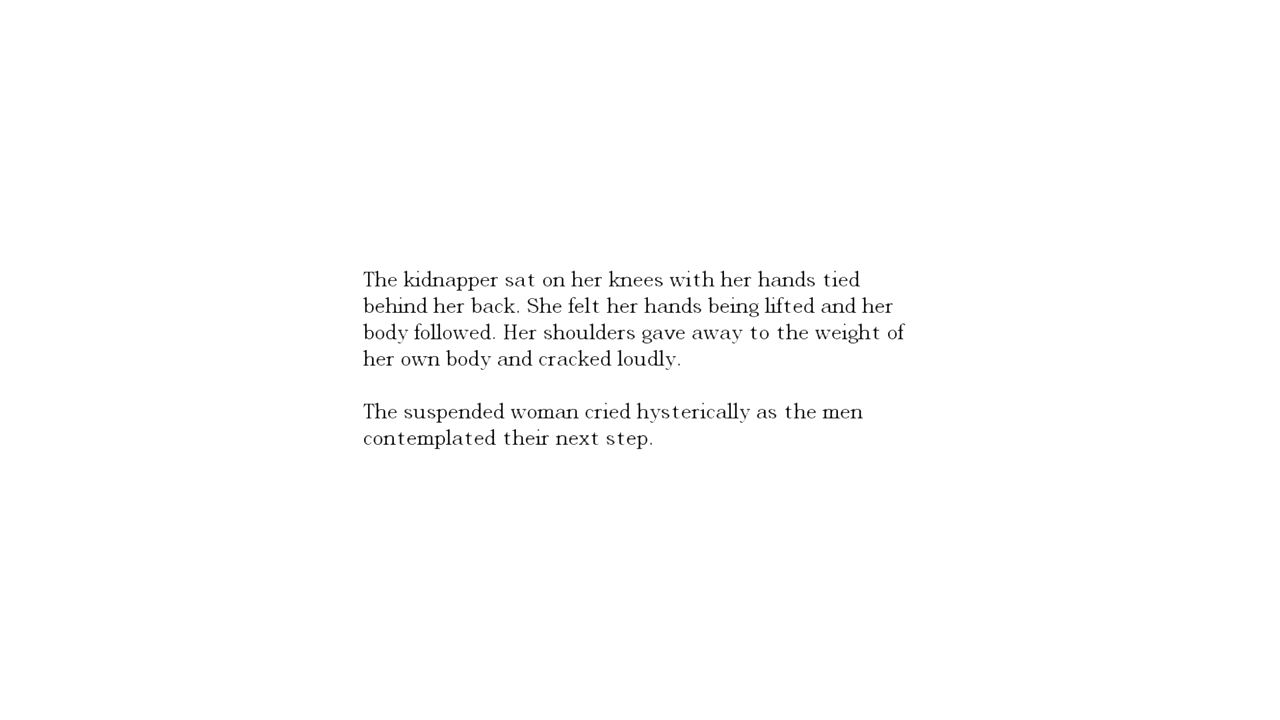 The kidnapper sat on her knees with her hands tied
behind her back. She felt her hands being lifted and her
body followed. Her shoulders gave away to the weight of
her own body and cracked loudly.
The suspended woman cried hysterically as the men
contemplated their next step.